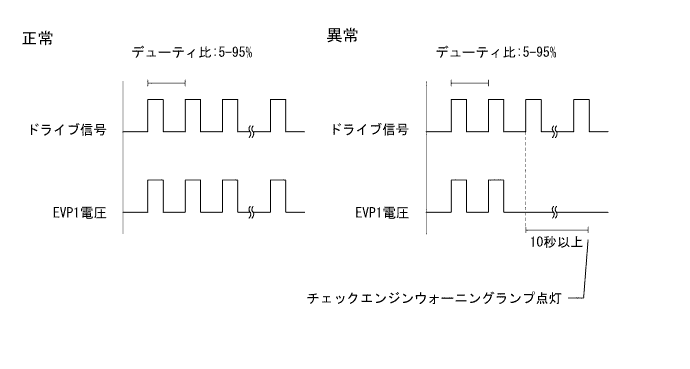 正常
デューティ比:5-95%
ドライブ信号
EVP1電圧
異常
デューティ比:5-95%
ドライブ信号
EVP1電圧
10秒以上
チェックエンジンウォーニングランプ点灯